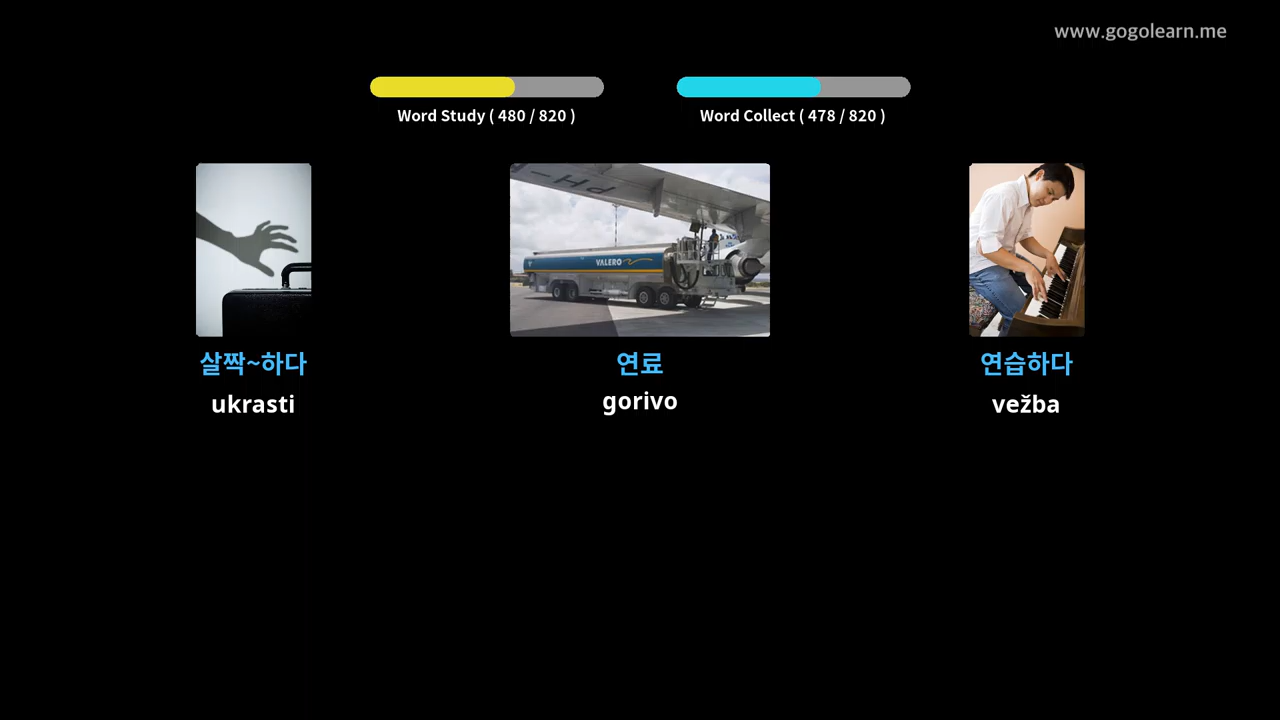 www.gogolearn.me
Word Study ( 480 / 820 )
Word Collect ( 478 / 820 )
VALERO
살짝~하다
연료
연습하다
ukrasti
gorivo
vežba